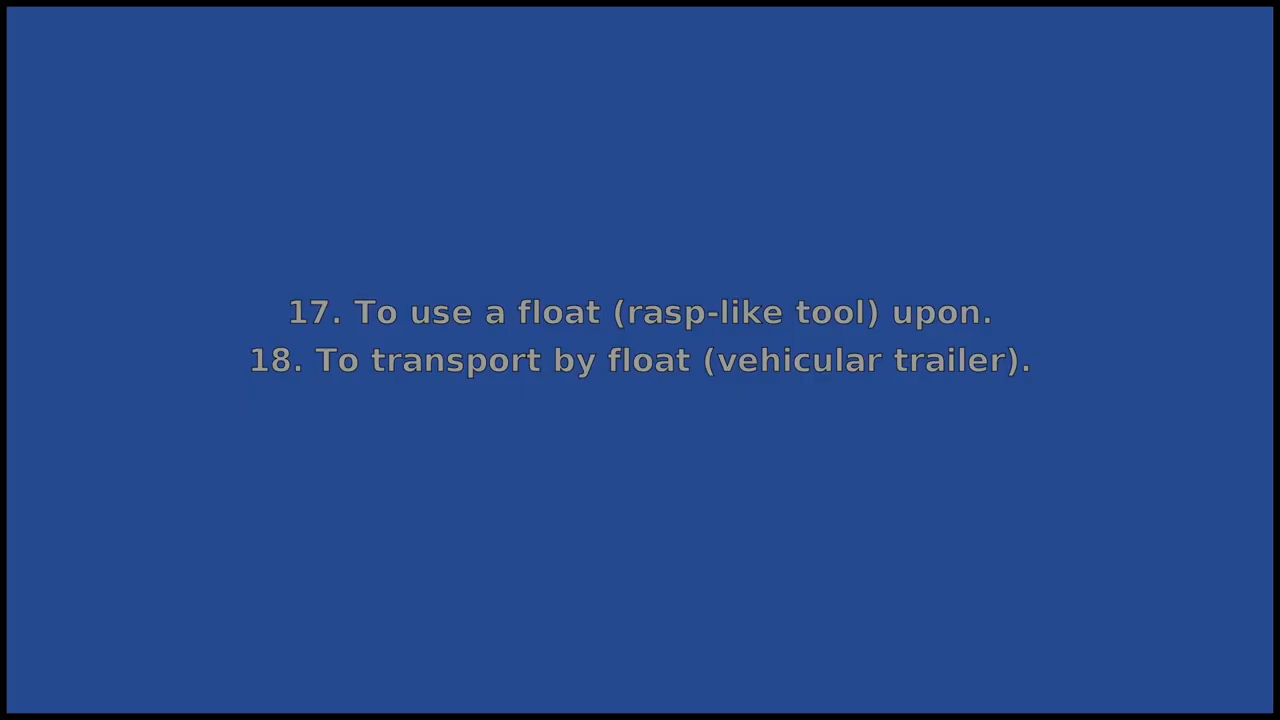 17. To use a float (rasp-like tool) upon.
18. To transport by float (vehicular trailer).